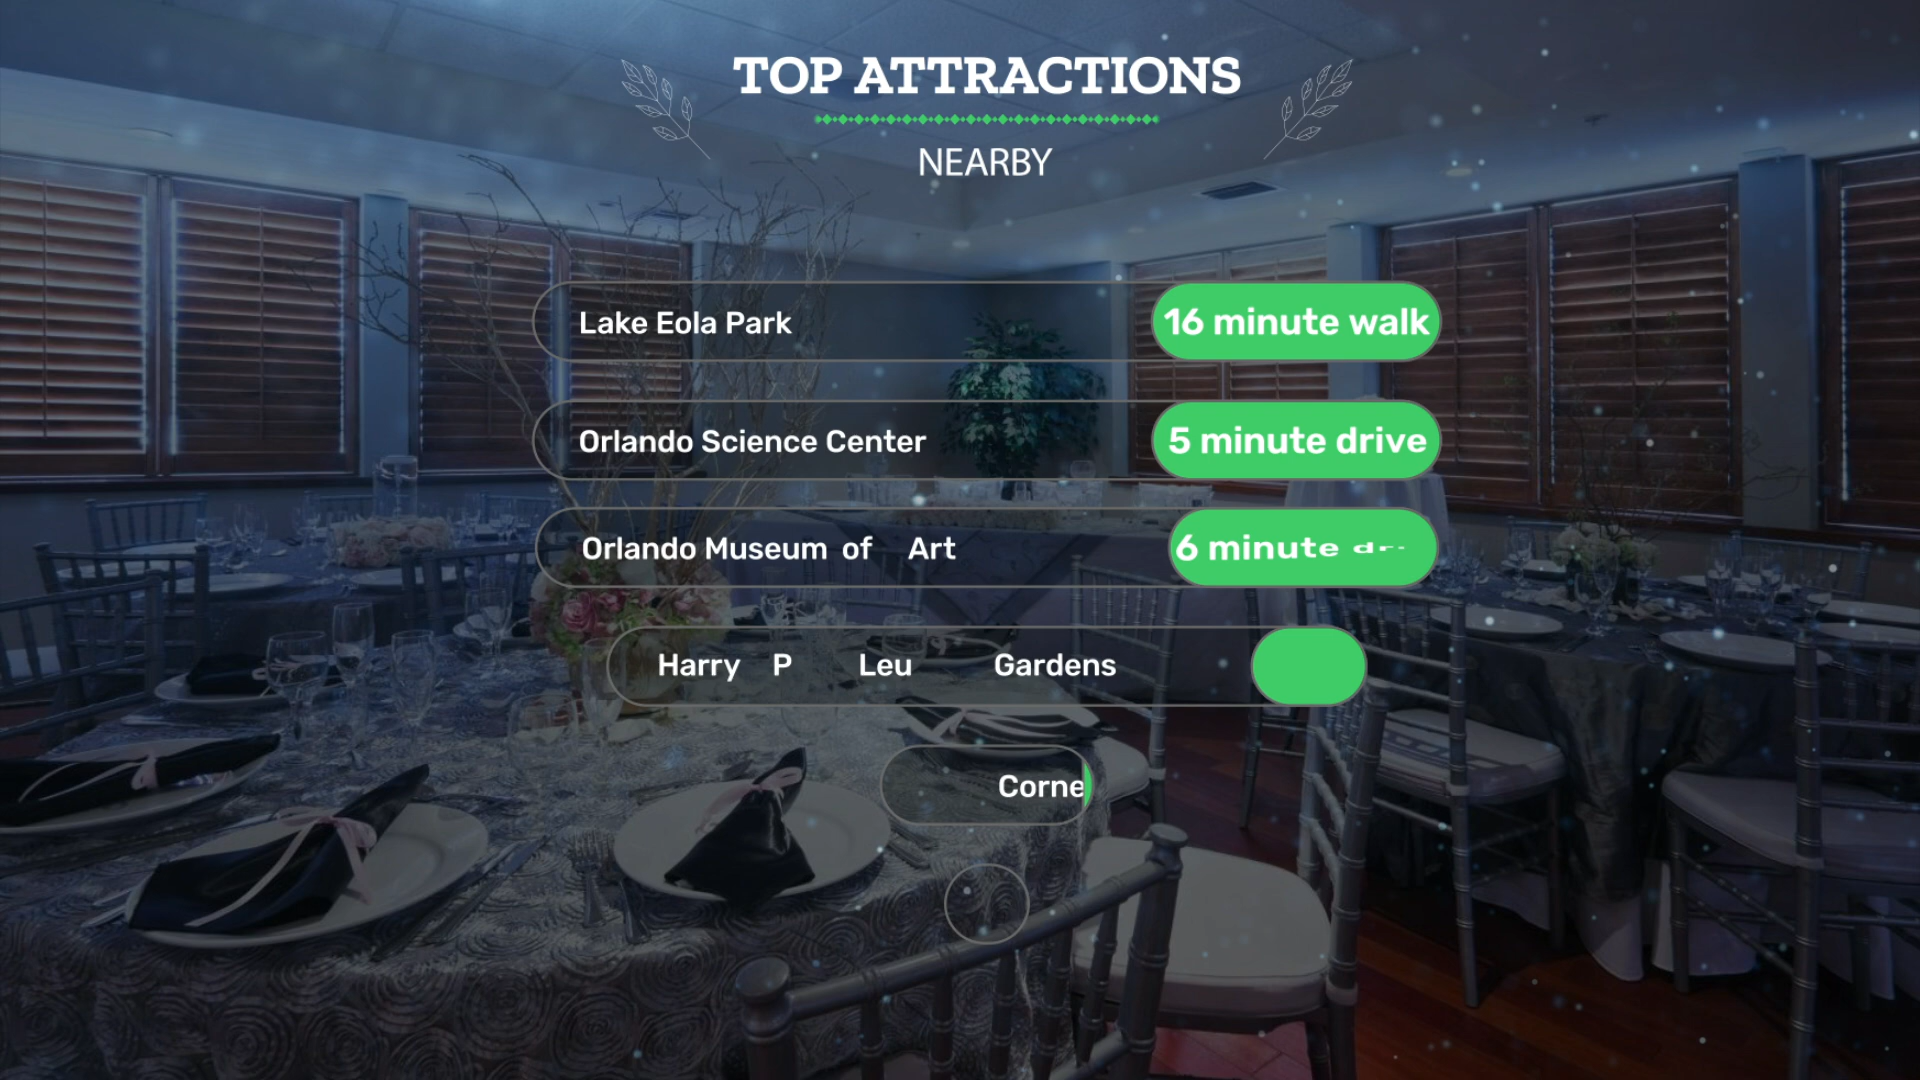 TOP ATTRACTIONS
NEARBY
Lake Eola Park
16 minute walk
Orlando Science Center
5 minute drive
Orlando Museum of Art
6 minute
Harry P Leu Gardens
Corne